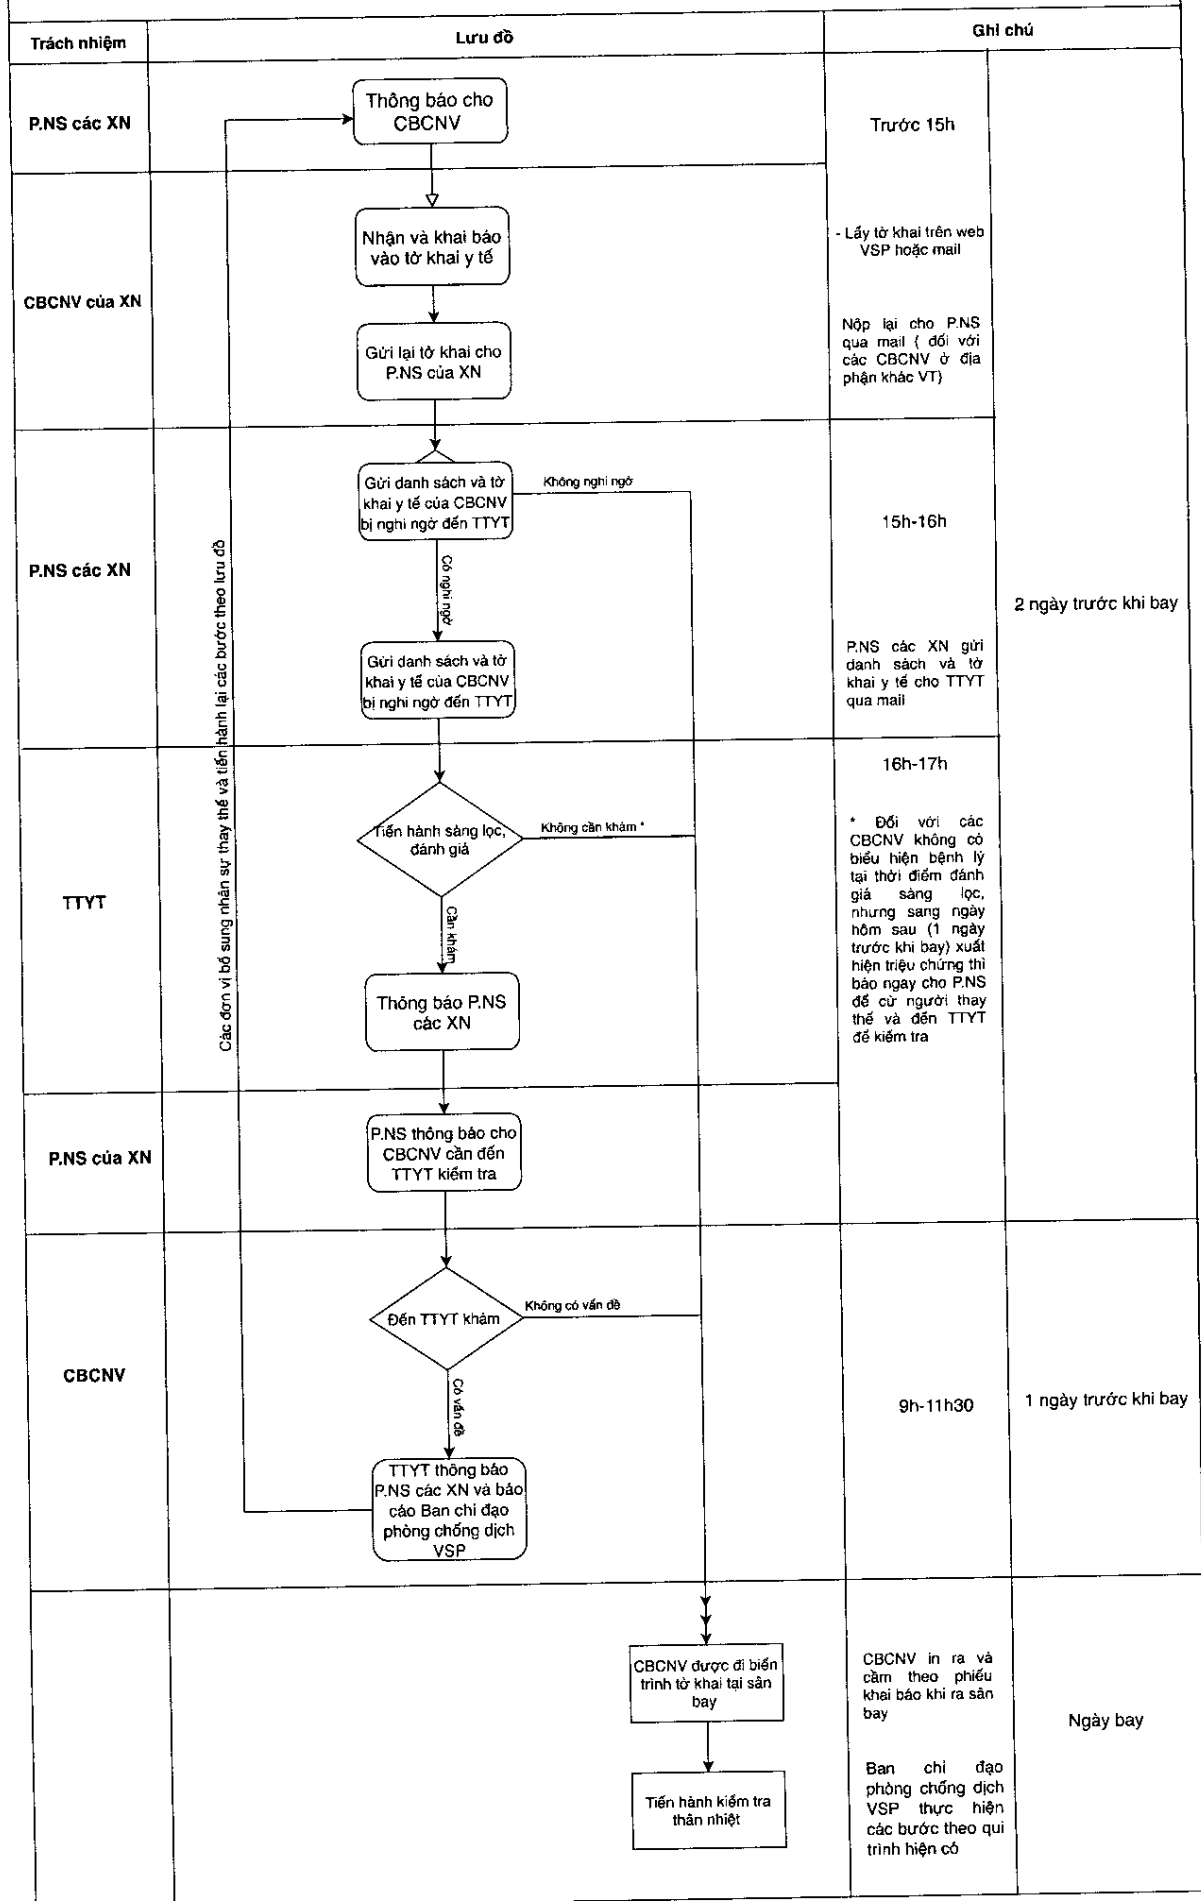 Trách nhiệm
Lưu đồ
Ghi chú
P.NS các XN
Thông báo cho
CBCNV
Trước 15h
CBCNV của XN
Nhận và khai báo
vào tờ khai y tế
- Lấy tờ khai trên web
VSP hoặc mail
Gửi lại tờ khai cho
P.NS của XN
Nộp lại cho P.NS
qua mail ( đối với
các CBCNV ở địa
phận khác VT)
P.NS các XN
Gửi danh sách và tờ
khai y tế của CBCNV
bị nghi ngờ đến TTYT
Không nghi ngờ
15h-16h
Có nghi ngờ
Gửi danh sách và tờ
khai y tế của CBCNV
bị nghi ngờ đến TTYT
P.NS các XN gửi
danh sách và tờ
khai y tế cho TTYT
qua mail
2 ngày trước khi bay
Các đơn vị bổ sung nhân sự thay thế và tiến hành lại các bước theo lưu đồ
TTYT
Tiến hành sàng lọc,
đánh giá
Không cần khám *
16h-17h
* Đối với các
CBCNV không có
biểu hiện bệnh lý
tại thời điểm đánh
giá sàng lọc,
nhưng sang ngày
hôm sau (1 ngày
trước khi bay) xuất
hiện triệu chứng thì
báo ngay cho P.NS
để cử người thay
thế và đến TTYT
để kiểm tra
Cần khám
Thông báo P.NS
các XN
P.NS của XN
P.NS thông báo cho
CBCNV cần đến
TTYT kiểm tra
CBCNV
Đến TTYT khám
Không có vấn đề
9h-11h30
1 ngày trước khi bay
Có vấn đề
TTYT thông báo
P.NS các XN và báo
cáo Ban chỉ đạo
phòng chống dịch
VSP
CBCNV được đi biển
trình tờ khai tại sân
bay
CBCNV in ra và
cầm theo phiếu
khai báo khi ra sân
bay
Ngày bay
Tiến hành kiểm tra
thân nhiệt
Ban chỉ đạo
phòng chống dịch
VSP thực hiện
các bước theo qui
trình hiện có